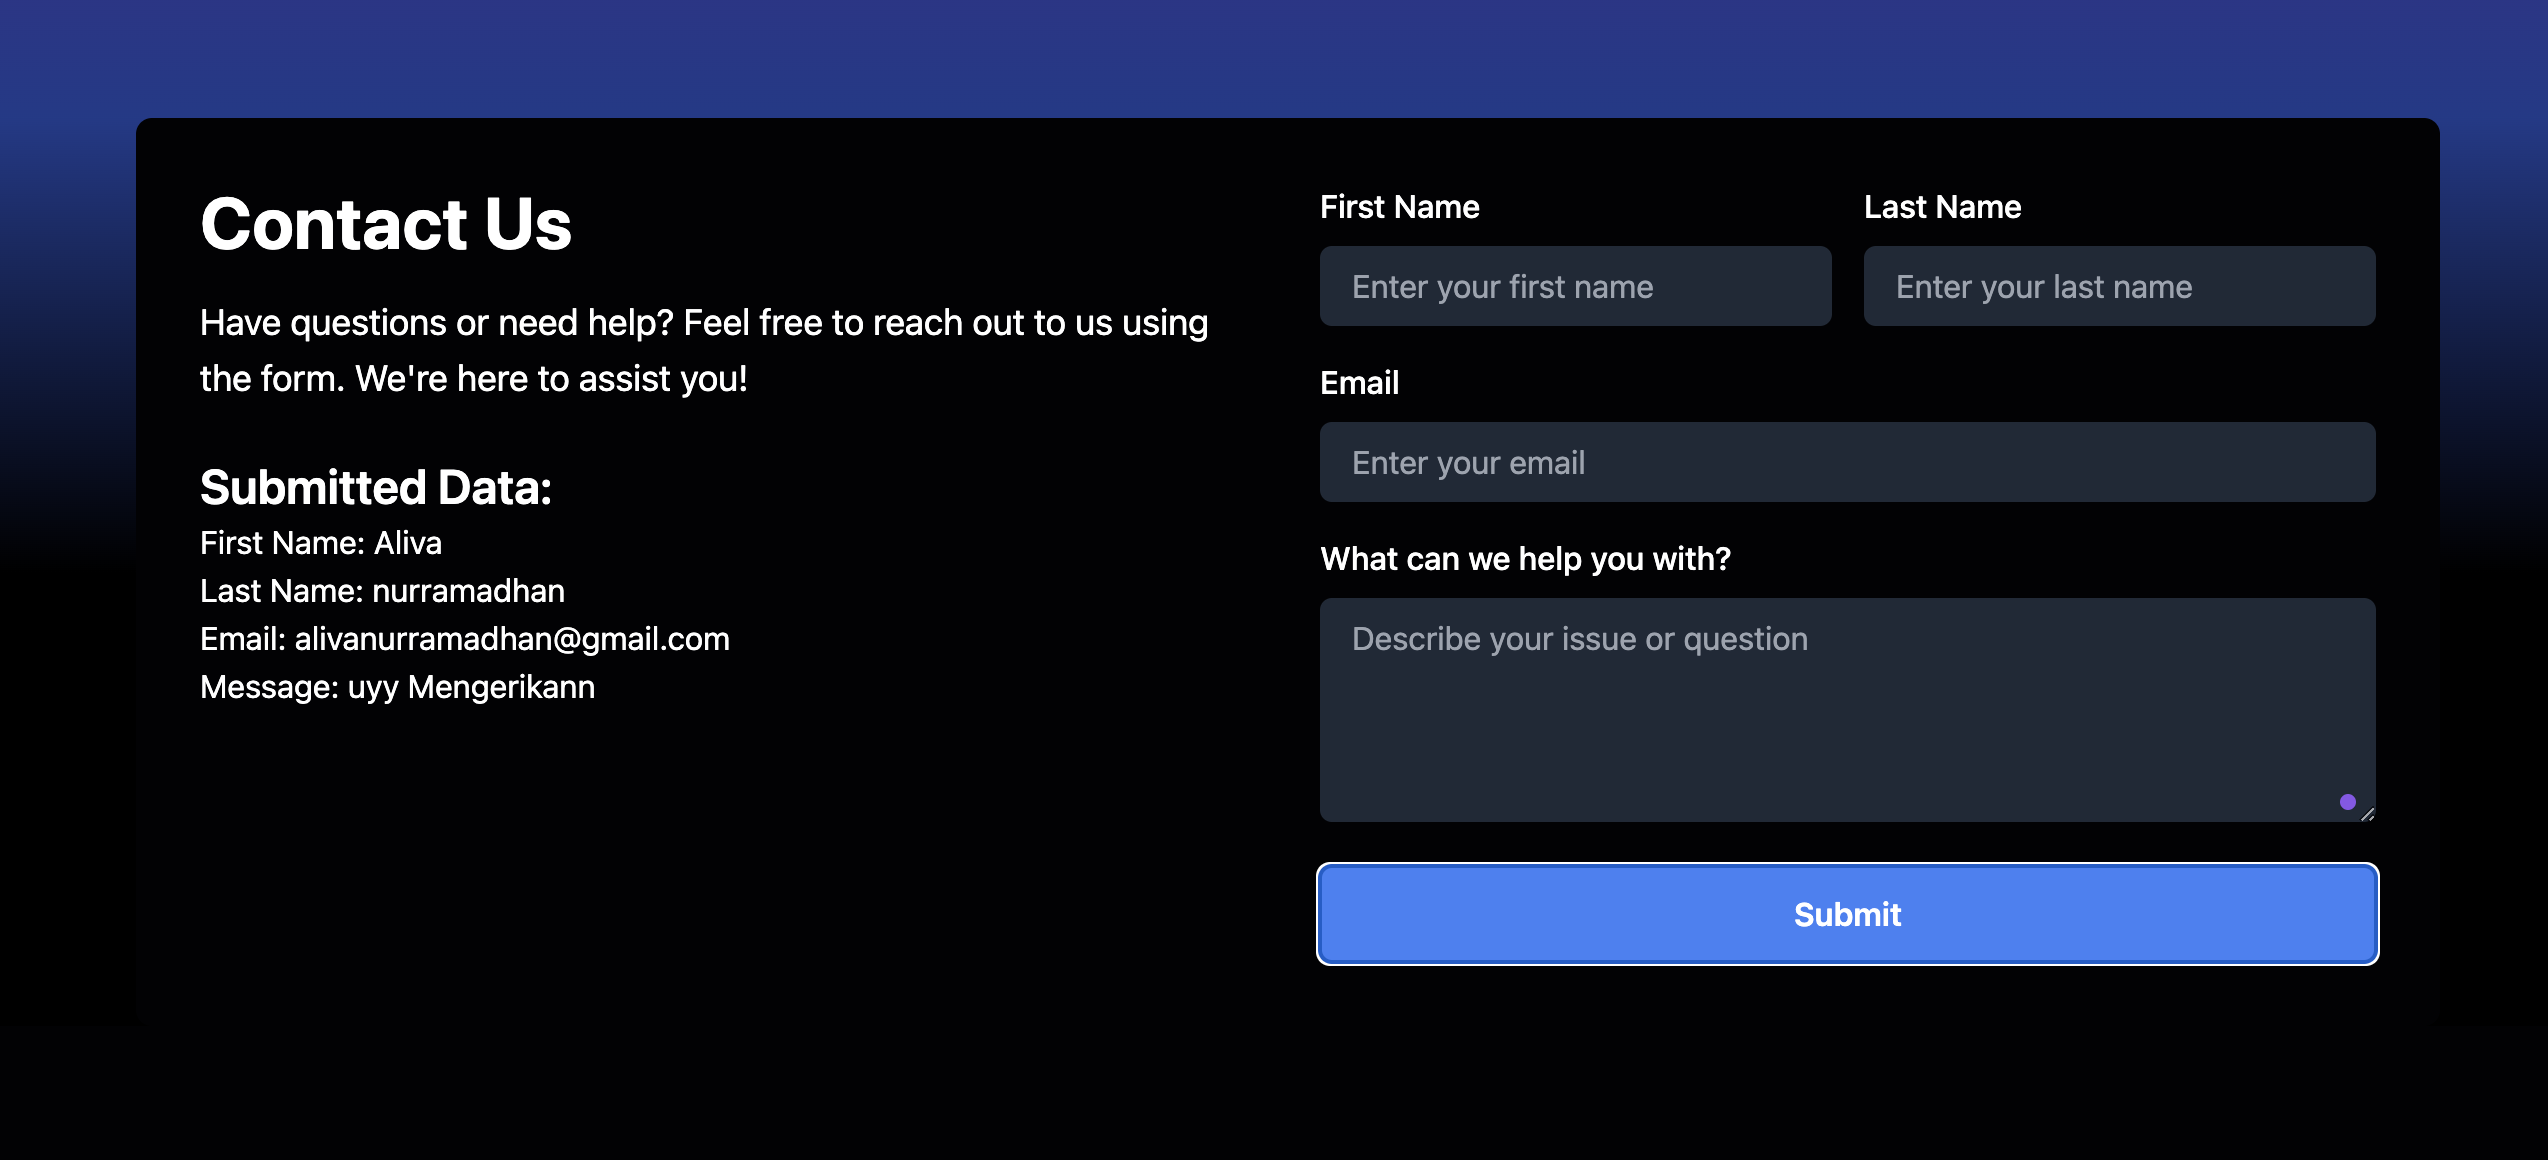 Contact Us
Have questions or need help? Feel free to reach out to us using
the form. We're here to assist you!
Submitted Data:
First Name: Aliva
Last Name: nurramadhan
Email: alivanurramadhan@gmail.com
Message: uyy Mengerikann
First Name
Last Name
Enter your first name
Enter your last name
Email
Enter your email
What can we help you with?
Describe your issue or question
Submit